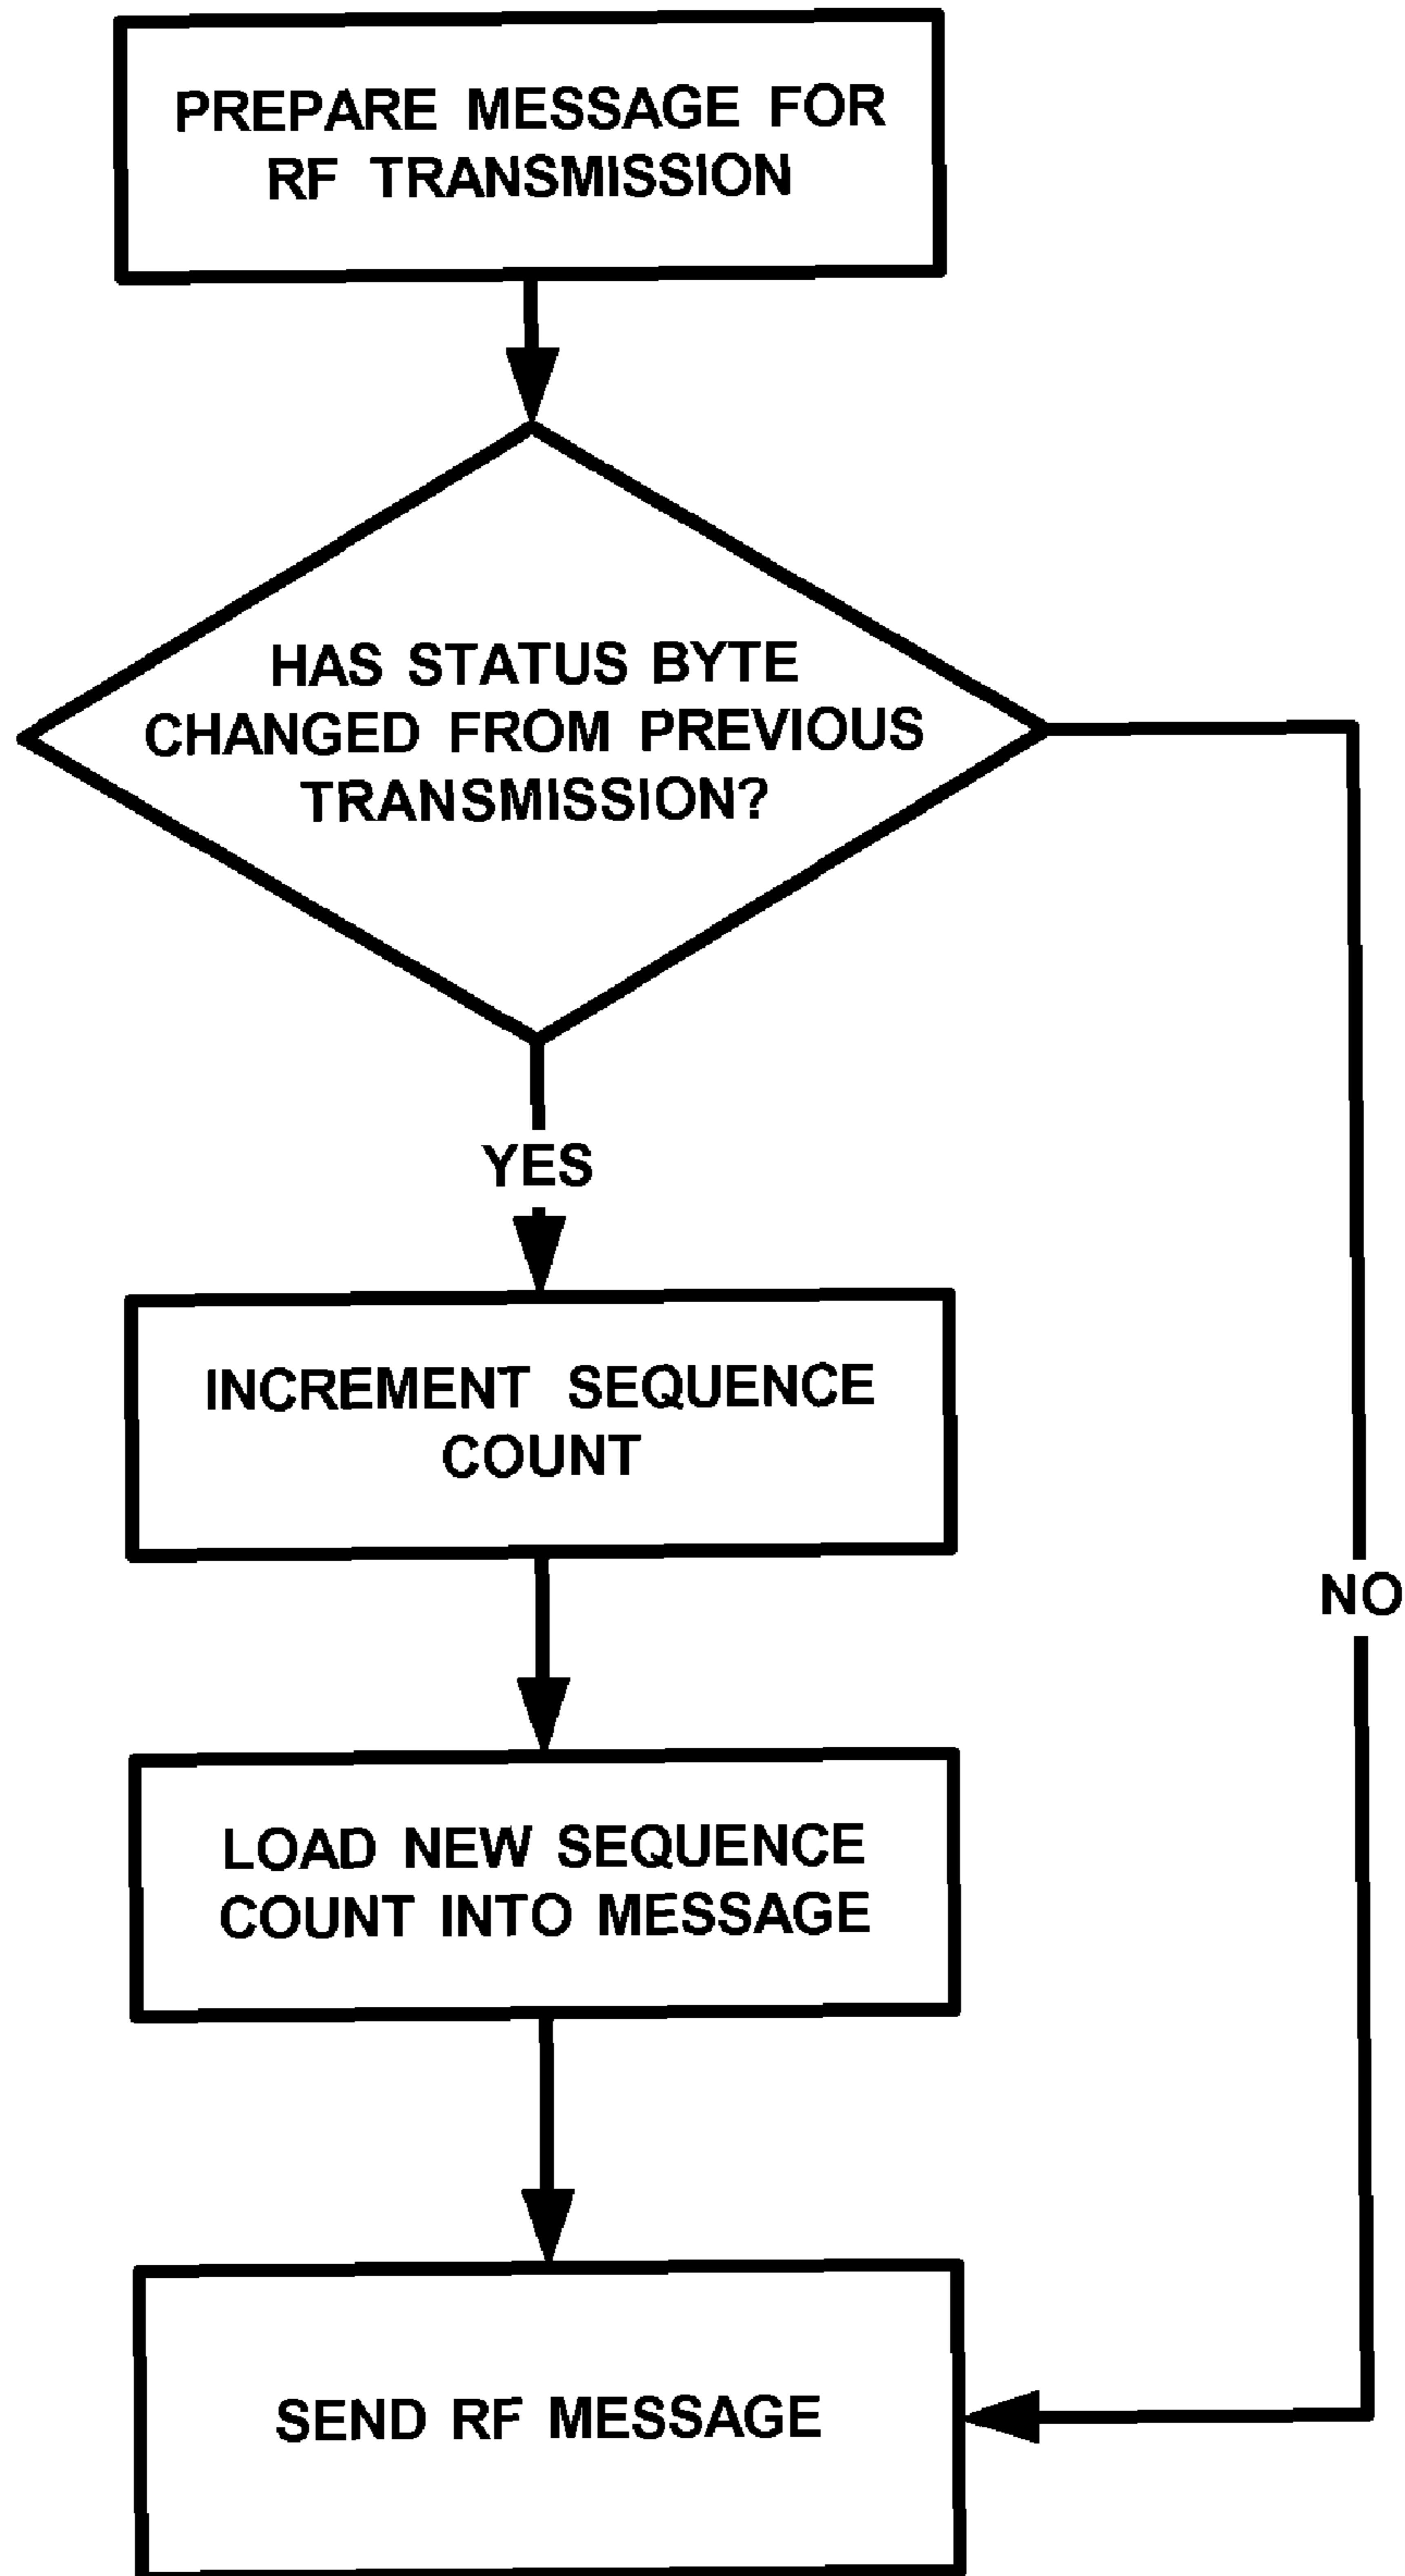 PREPARE MESSAGE FOR
RF TRANSMISSION
HAS STATUS BYTE
CHANGED FROM PREVIOUS
TRANSMISSION?
YES
INCREMENT SEQUENCE
COUNT
NO
LOAD NEW SEQUENCE
COUNT INTO MESSAGE
SEND RF MESSAGE